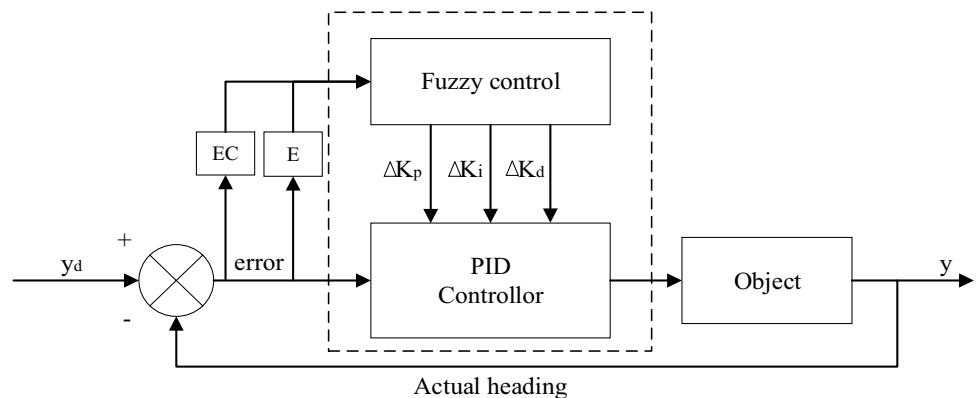 Fuzzy control
EC
E
ΔKp
ΔKi
ΔKd
+
yd
-
error
PID
Controllor
Object
y
Actual heading